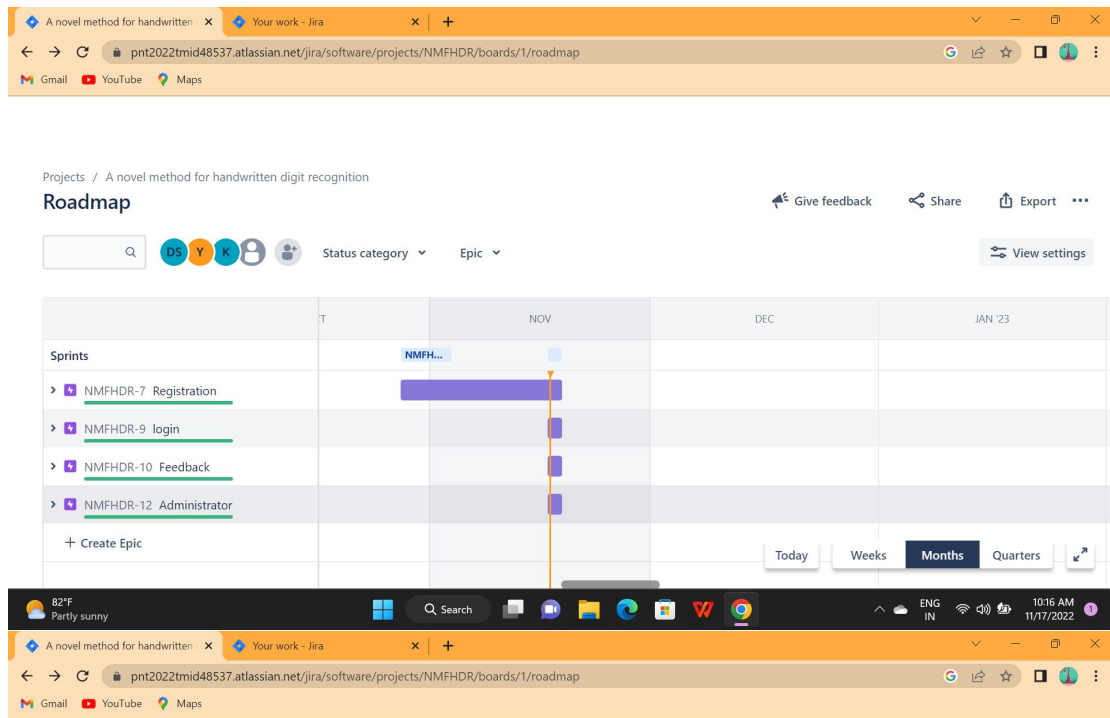 A novel method for handwritten
Your work - Jira
pnt2022tmid48537.atlassian.net/jira/software/projects/NMFHDR/boards/1/roadmap
Gmail YouTube Maps
Projects / A novel method for handwritten digit recognition
Roadmap
Give feedback Share Export
DS Y K Status category Epic View settings
T NOV DEC JAN '23
Sprints NMFH...
NMFHDR-7 Registration
NMFHDR-9 login
NMFHDR-10 Feedback
NMFHDR-12 Administrator
+ Create Epic
Today Weeks Months Quarters
82°F
Partly sunny
Search
ENG
IN
10:16 AM
11/17/2022
1
A novel method for handwritten
Your work - Jira
pnt2022tmid48537.atlassian.net/jira/software/projects/NMFHDR/boards/1/roadmap
Gmail YouTube Maps